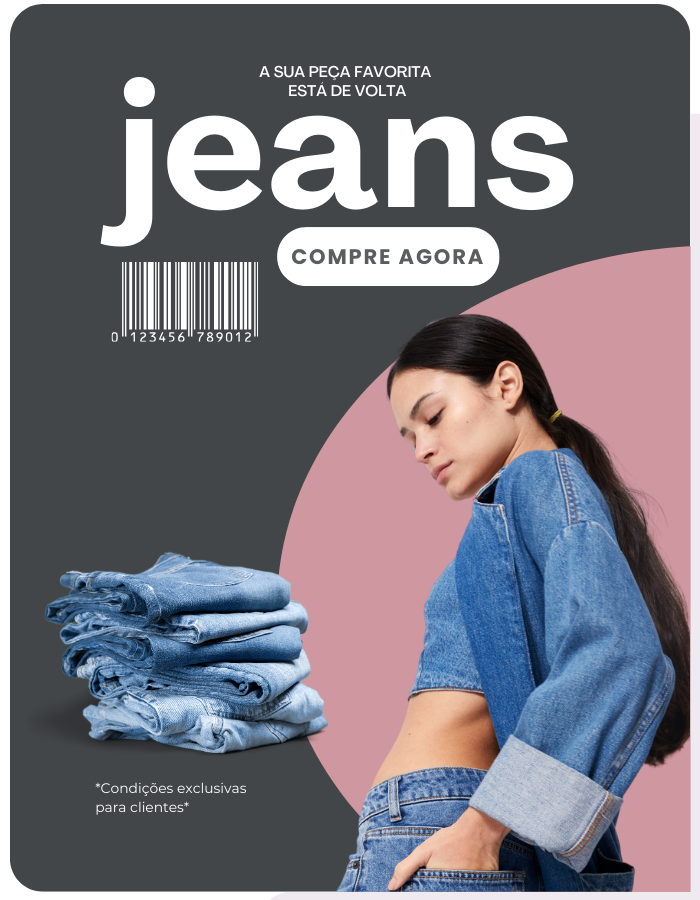 A SUA PEÇA FAVORITA
ESTÁ DE VOLTA
jeans
COMPRE AGORA
0 123456 789012
*Condições exclusivas
para clientes*